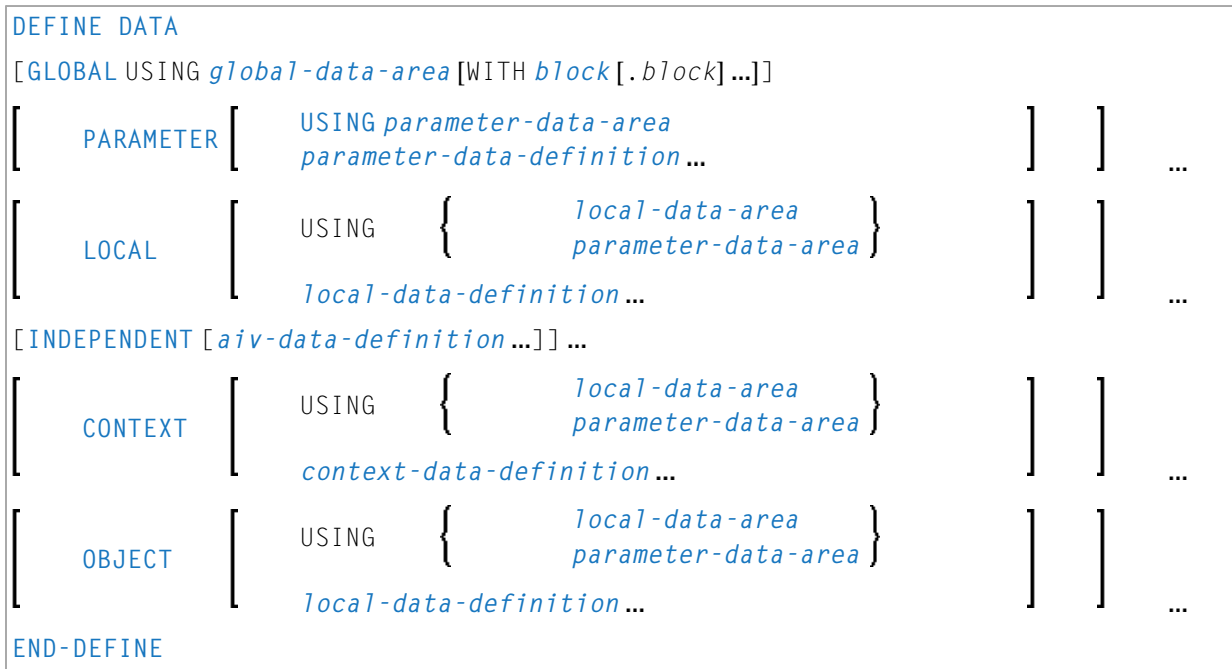 DEFINE DATA
[GLOBAL USING global-data-area [WITH block [.block] ...]]
USING parameter-data-area
PARAMETER
parameter-data-definition ...
...
local-data-area
USING
parameter-data-area
LOCAL
local-data-definition ...
...
[INDEPENDENT [aiv-data-definition ...]] ...
local-data-area
USING
parameter-data-area
CONTEXT
context-data-definition ...
...
local-data-area
USING
parameter-data-area
OBJECT
local-data-definition ...
...
END-DEFINE